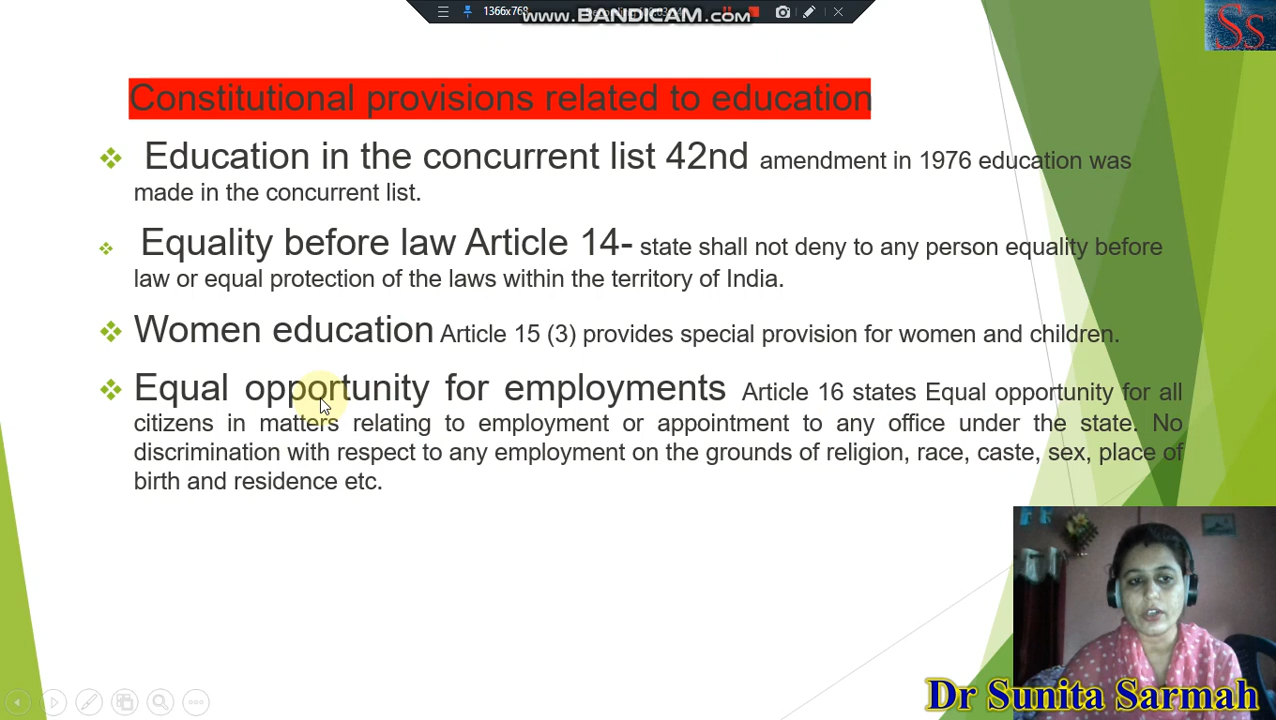 1366x768
www.BANDICAM.com
Ss
Constitutional provisions related to education
Education in the concurrent list 42nd amendment in 1976 education was
made in the concurrent list.
Equality before law Article 14- state shall not deny to any person equality before
law or equal protection of the laws within the territory of India.
Women education Article 15 (3) provides special provision for women and children.
Equal opportunity for employments Article 16 states Equal opportunity for all
citizens in matters relating to employment or appointment to any office under the state. No
discrimination with respect to any employment on the grounds of religion, race, caste, sex, place of
birth and residence etc.
Dr Sunita Sarmah